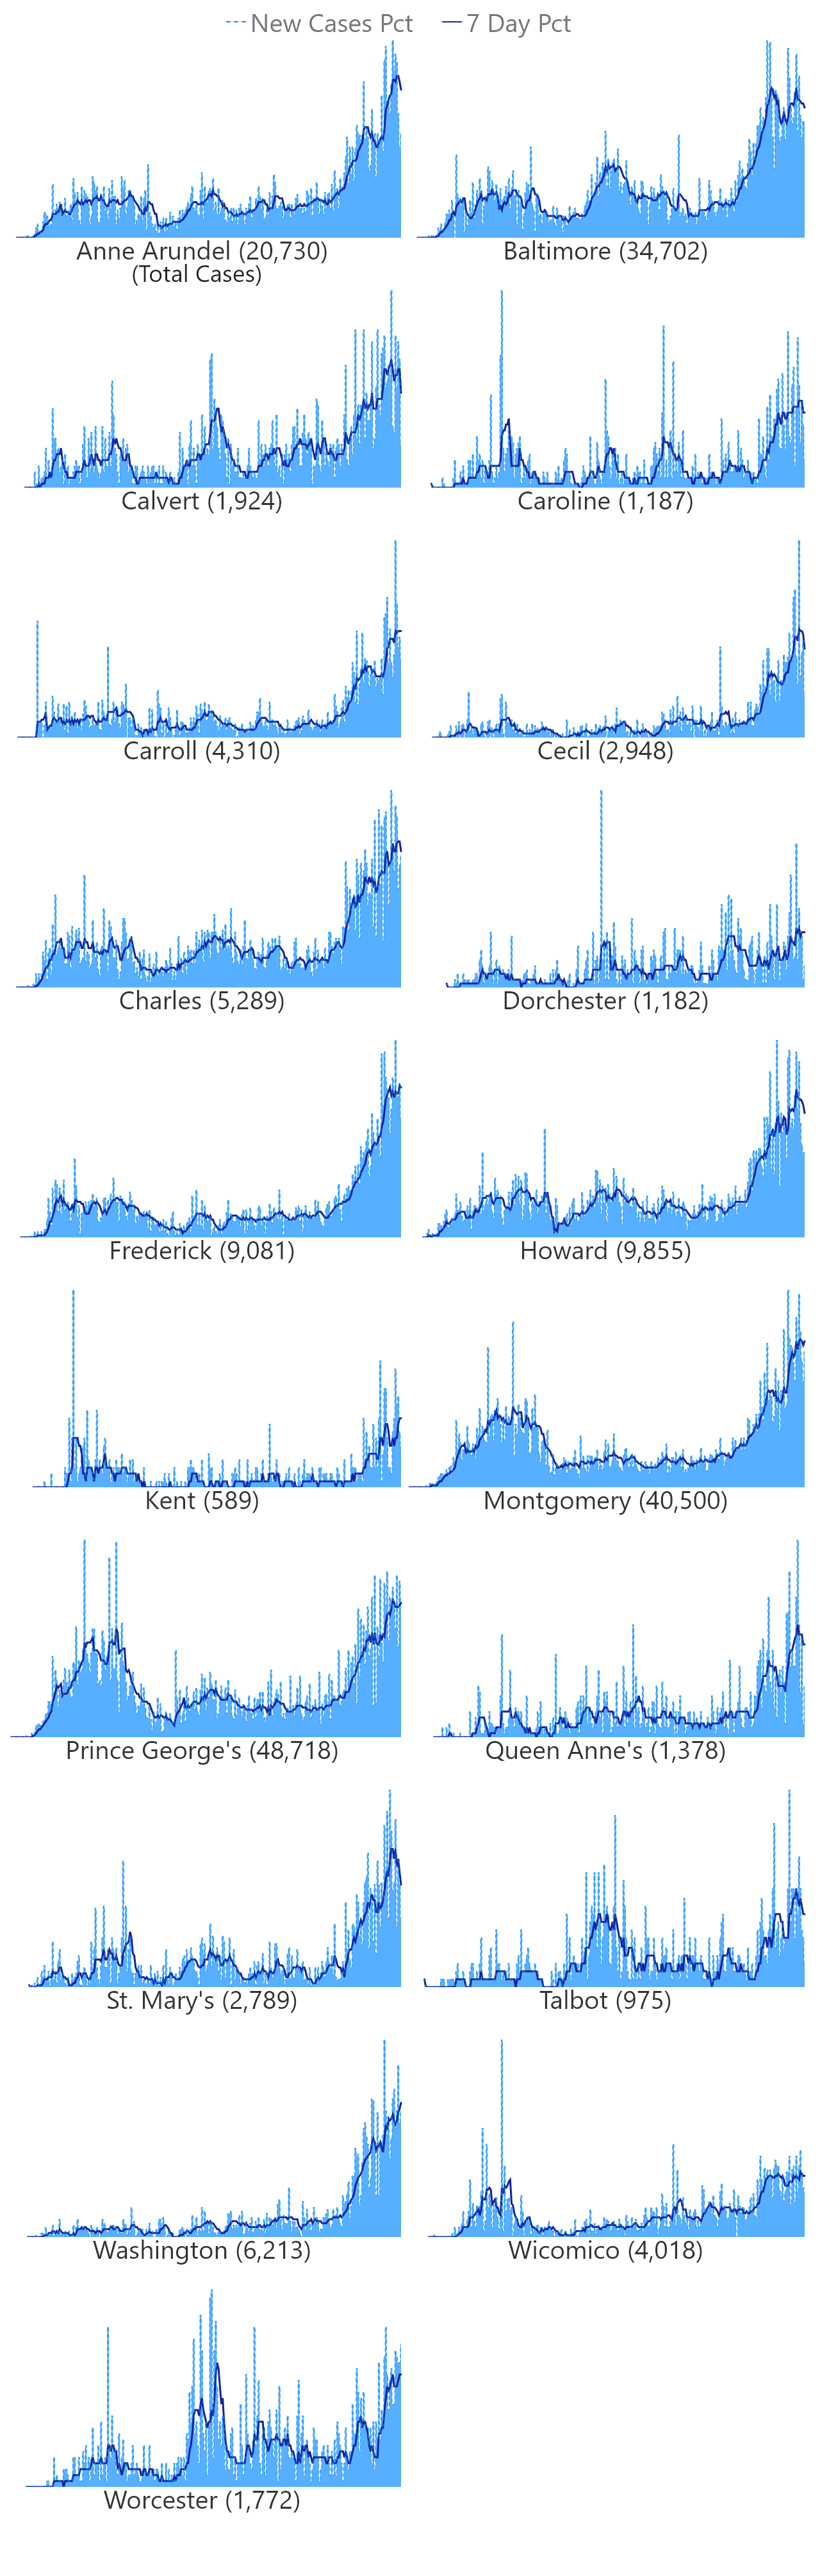 New Cases Pct 7 Day Pct
Anne Arundel (20,730) Baltimore (34,702)
(Total Cases)
Calvert (1,924) Caroline (1,187)
Carroll (4,310) Cecil (2,948)
Charles (5,289) Dorchester (1,182)
Frederick (9,081) Howard (9,855)
Kent (589) Montgomery (40,500)
Prince George's (48,718) Queen Anne's (1,378)
St. Mary's (2,789) Talbot (975)
Washington (6,213) Wicomico (4,018)
Worcester (1,772)